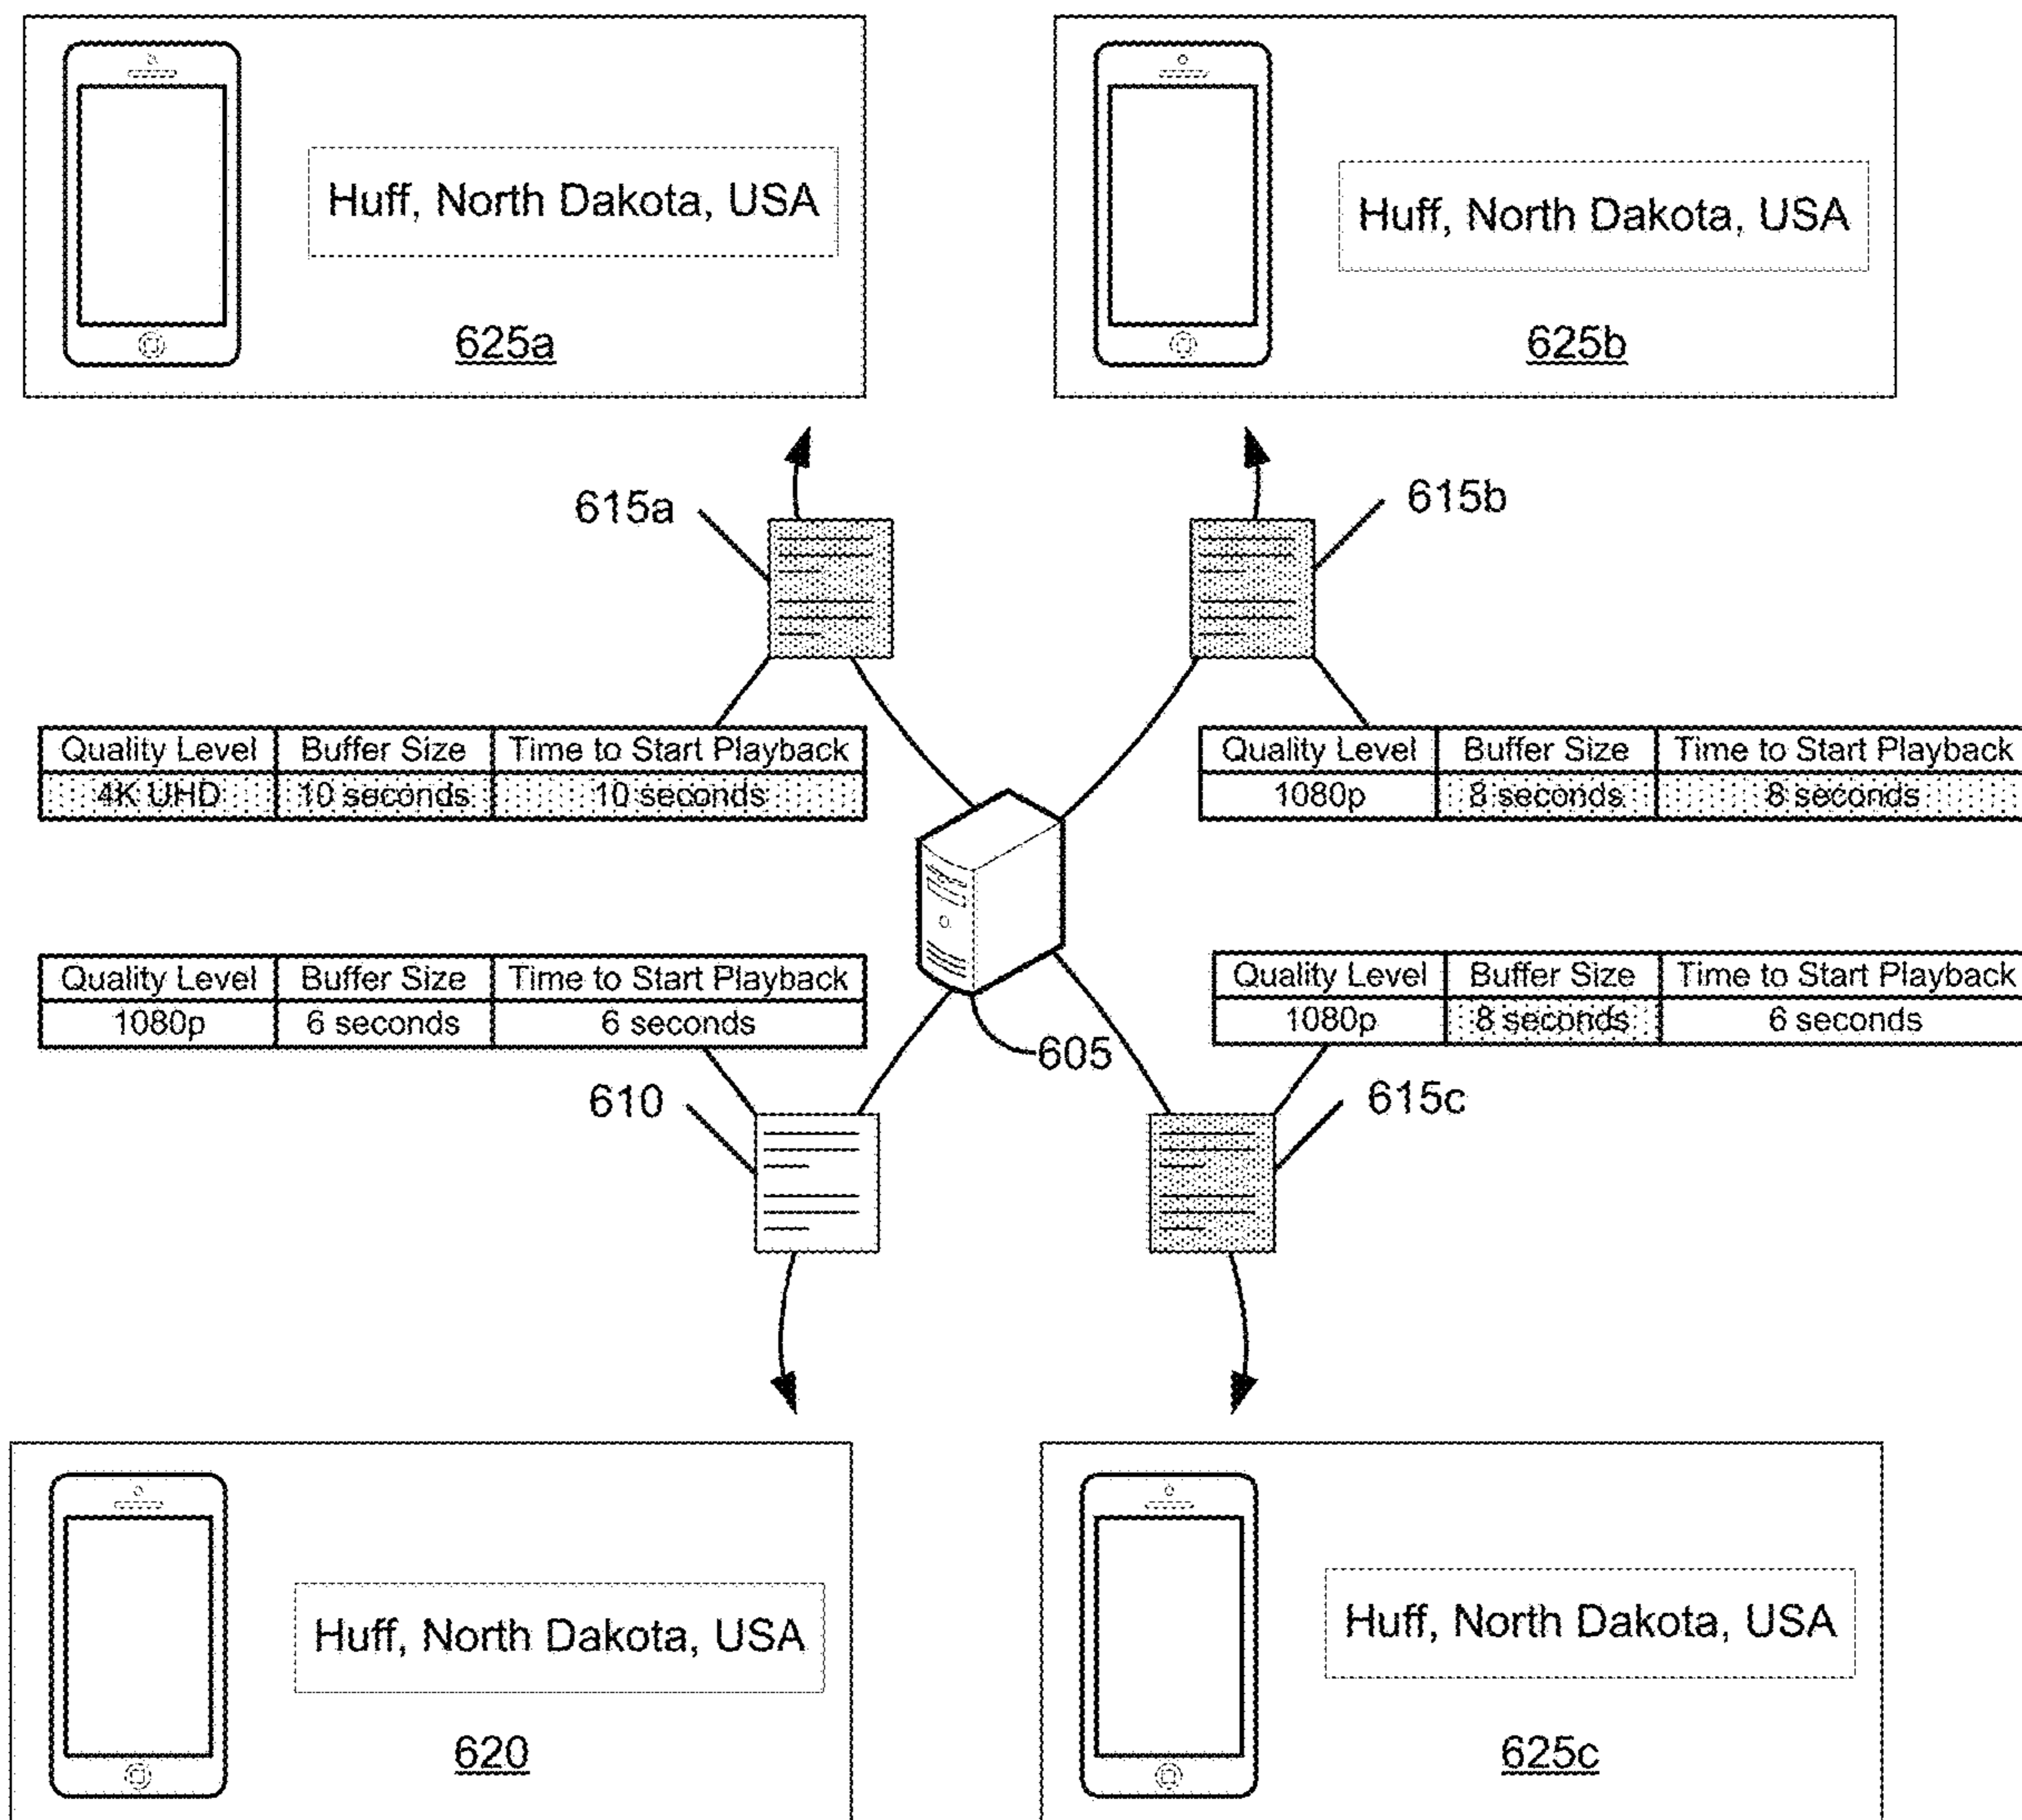 Huff, North Dakota, USA
625a
Huff, North Dakota, USA
625b
615a
615b
Quality Level Buffer Size Time to Start Playback
4K UHD 10 seconds 10 seconds
Quality Level Buffer Size Time to Start Playback
1080p 8 seconds 8 seconds
Quality Level Buffer Size Time to Start Playback
1080p 6 seconds 6 seconds
Quality Level Buffer Size Time to Start Playback
1080p 8 seconds 6 seconds
605
610
615c
Huff, North Dakota, USA
620
Huff, North Dakota, USA
625c